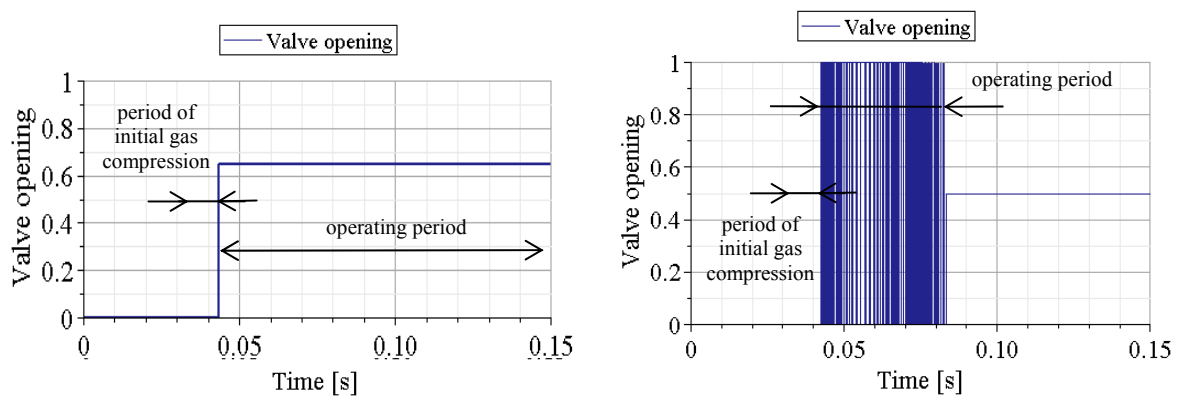 Valve opening
Valve opening
1
0.8
0.6
0.4
0.2
0
period of
initial gas
compression
operating period
0
0.05
0.10
0.15
Time [s]
Valve opening
Valve opening
1
0.8
0.6
0.4
0.2
0
operating period
period of
initial gas
compression
0
0.05
0.10
0.15
Time [s]